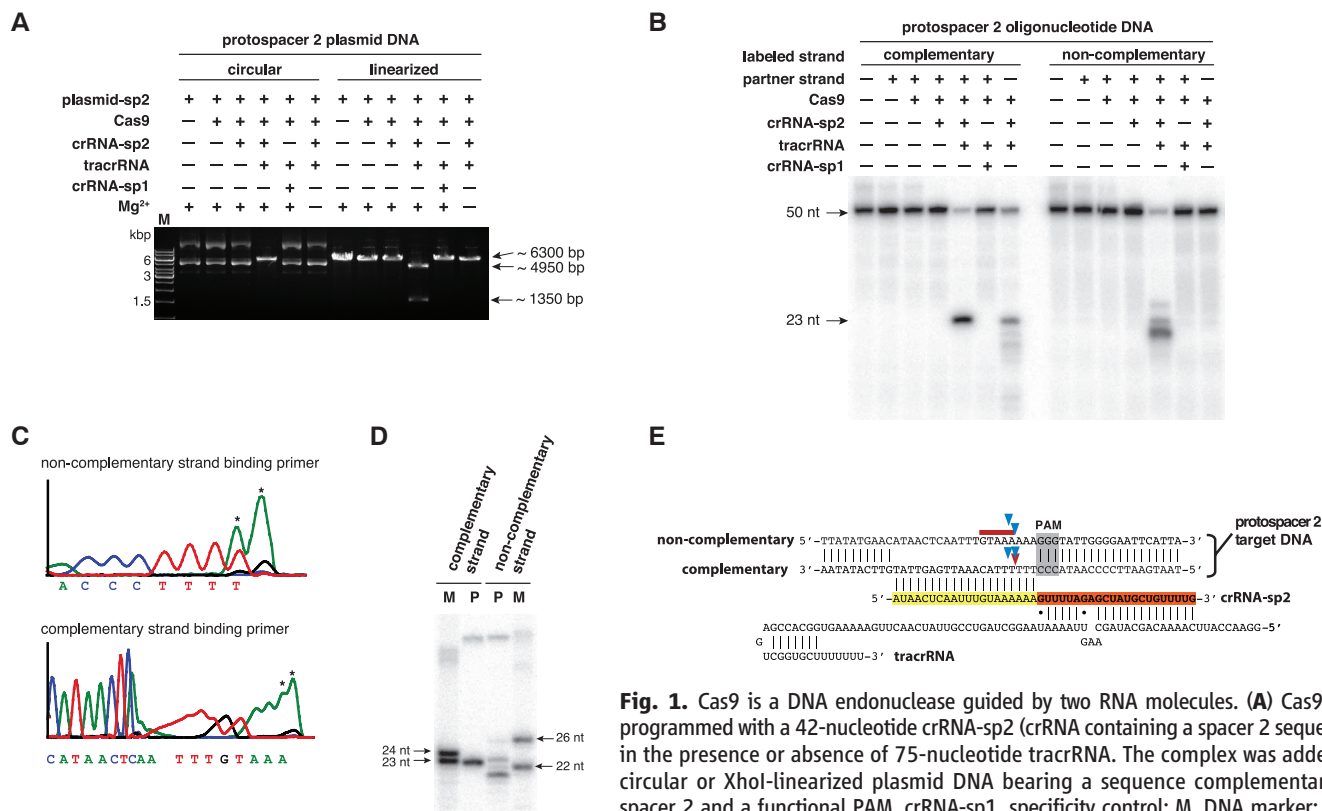 A
protospacer 2 plasmid DNA
circular linearized
plasmid-sp2 + + + + + + + + + + + +
Cas9 — + + + + + — + + + + +
crRNA-sp2 — — + + — + — — + + — +
tracrRNA — — — + + + — — — + + +
crRNA-sp1 — — — — + — — — — — + —
Mg²⁺ + + + + + — + + + + + —
M
kbp
6
3
1.5
~ 6300 bp
~ 4950 bp
~ 1350 bp
B
protospacer 2 oligonucleotide DNA
labeled strand complementary non-complementary
partner strand — + + + + + — — + + + + + —
Cas9 — — + + + + + — — + + + + +
crRNA-sp2 — — — + + — + — — — + + — +
tracrRNA — — — — + + + — — — — + + +
crRNA-sp1 — — — — — + — — — — — — + —
50 nt
23 nt
C
non-complementary strand binding primer
* *
A C C C T T T T
complementary strand binding primer
* *
C A T A A C T C A A T T T G T A A A
D
complementary strand
non-complementary strand
M P P M
24 nt
23 nt
26 nt
22 nt
E
PAM
non-complementary 5′-TTATATGAACATAACTCAATTTGTAAAAAAGGGTATTGGGGAATTCATTA-3′
complementary 3′-AATATACTTGTATTGAGTTAAACATTTTTTCCCATAACCCCTTAAGTAAT-5′
protospacer 2 target DNA
5′-AUAACUCAAUUUGUAAAAAAGUUUUAGAGCUAUGCUGUUUUG-3′ crRNA-sp2
AGCCACGGUGAAAAAGUUCAACUAUUGCCUGAUCGGAAUAAAAUU CGAUACGACAAAACUUACCAAGG-5′
G
GAA
UCGGUGCUUUUUUU-3′ tracrRNA
Fig. 1. Cas9 is a DNA endonuclease guided by two RNA molecules. (A) Cas9
programmed with a 42-nucleotide crRNA-sp2 (crRNA containing a spacer 2 seque
in the presence or absence of 75-nucleotide tracrRNA. The complex was adde
circular or XhoI-linearized plasmid DNA bearing a sequence complementar
spacer 2 and a functional PAM. crRNA-sp1, specificity control; M, DNA marker;